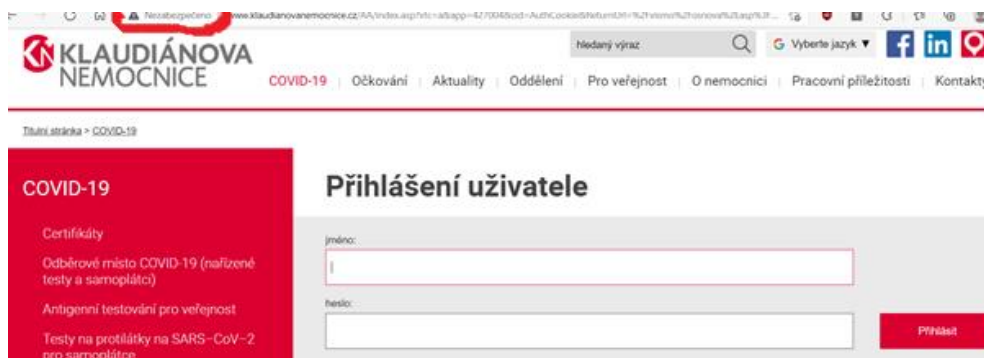 Nezabezpečeno
www.klaudianovanemocnice.cz/AA/index.asp?
KLAUDIÁNOVA
NEMOCNICE
hledaný výraz
G Vyberte jazyk ▼
COVID-19 | Očkování | Aktuality | Oddělení | Pro veřejnost | O nemocnici | Pracovní příležitosti | Kontakty
Titulní stránka > COVID-19
COVID-19
Certifikáty
Odběrové místo COVID-19 (nařízené
testy a samoplátci)
Antigenní testování pro veřejnost
Testy na protilátky na SARS-CoV-2
pro samoplátce
Přihlášení uživatele
jméno:
heslo:
Přihlásit